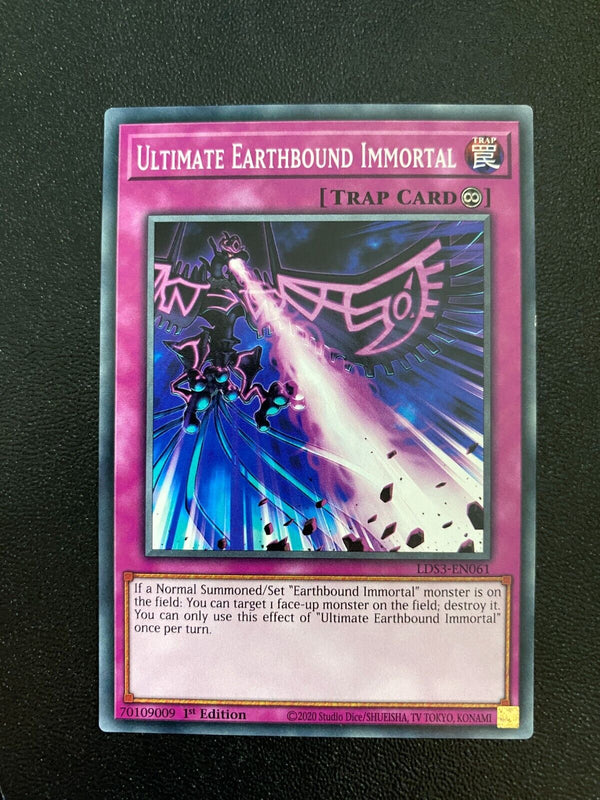 ULTIMATE EARTHBOUND IMMORTAL
TRAP
罠
[TRAP CARD ∞]
LDS3-EN061
If a Normal Summoned/Set "Earthbound Immortal" monster is on
the field: You can target 1 face-up monster on the field; destroy it.
You can only use this effect of "Ultimate Earthbound Immortal"
once per turn.
70109009 1st Edition ©2020 Studio Dice/SHUEISHA, TV TOKYO, KONAMI